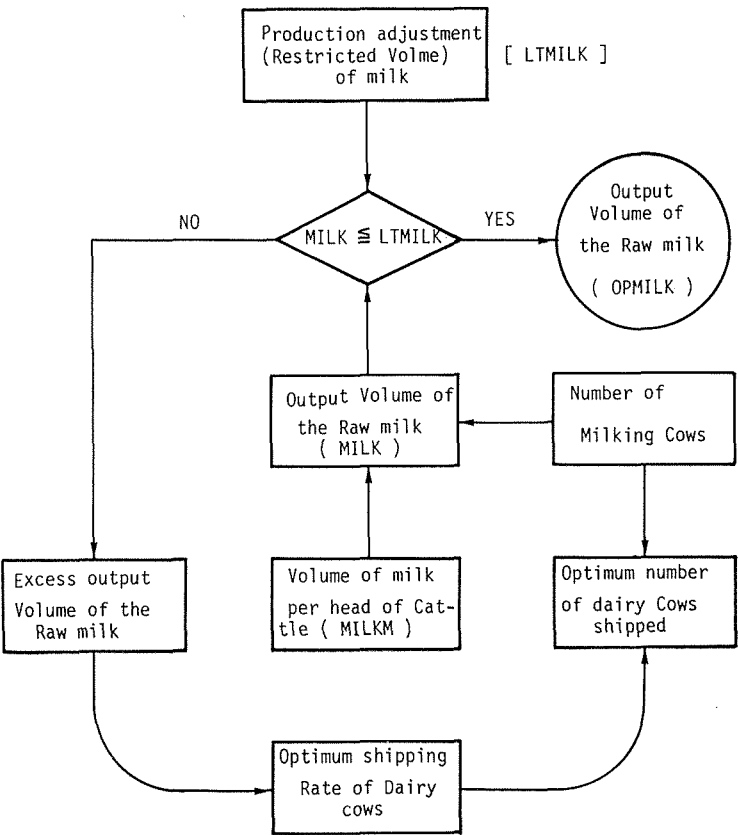 Production adjustment
(Restricted Volme)
of milk
[ LTMILK ]
NO
MILK ≦ LTMILK
YES
Output
Volume of
the Raw milk
( OPMILK )
Output Volume of
the Raw milk
( MILK )
Number of
Milking Cows
Excess output
Volume of the
Raw milk
Volume of milk
per head of Cat-
tle ( MILKM )
Optimum number
of dairy Cows
shipped
Optimum shipping
Rate of Dairy
cows